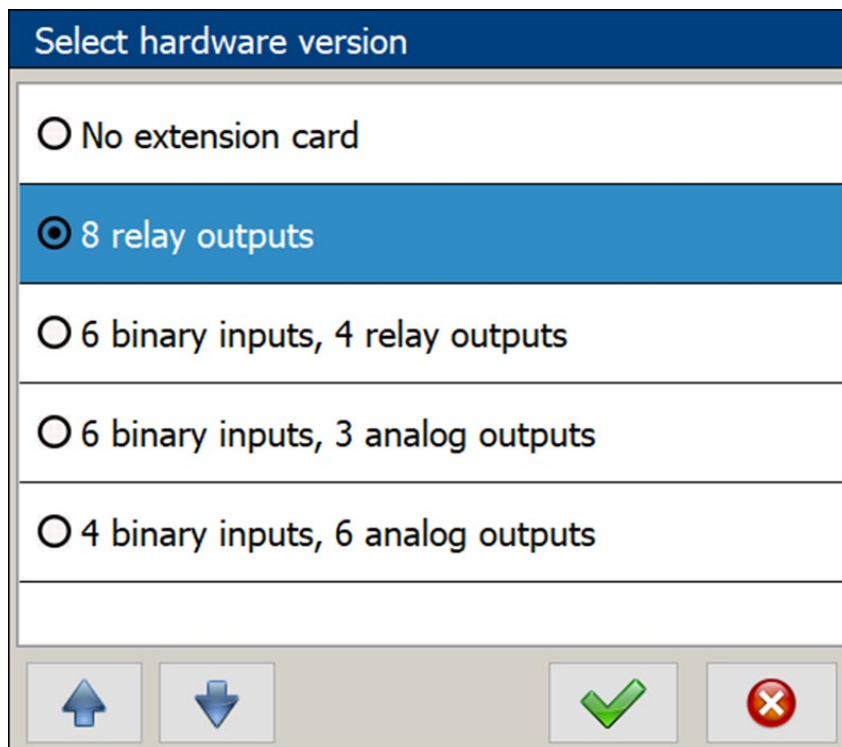 Select hardware version
No extension card
8 relay outputs
6 binary inputs, 4 relay outputs
6 binary inputs, 3 analog outputs
4 binary inputs, 6 analog outputs